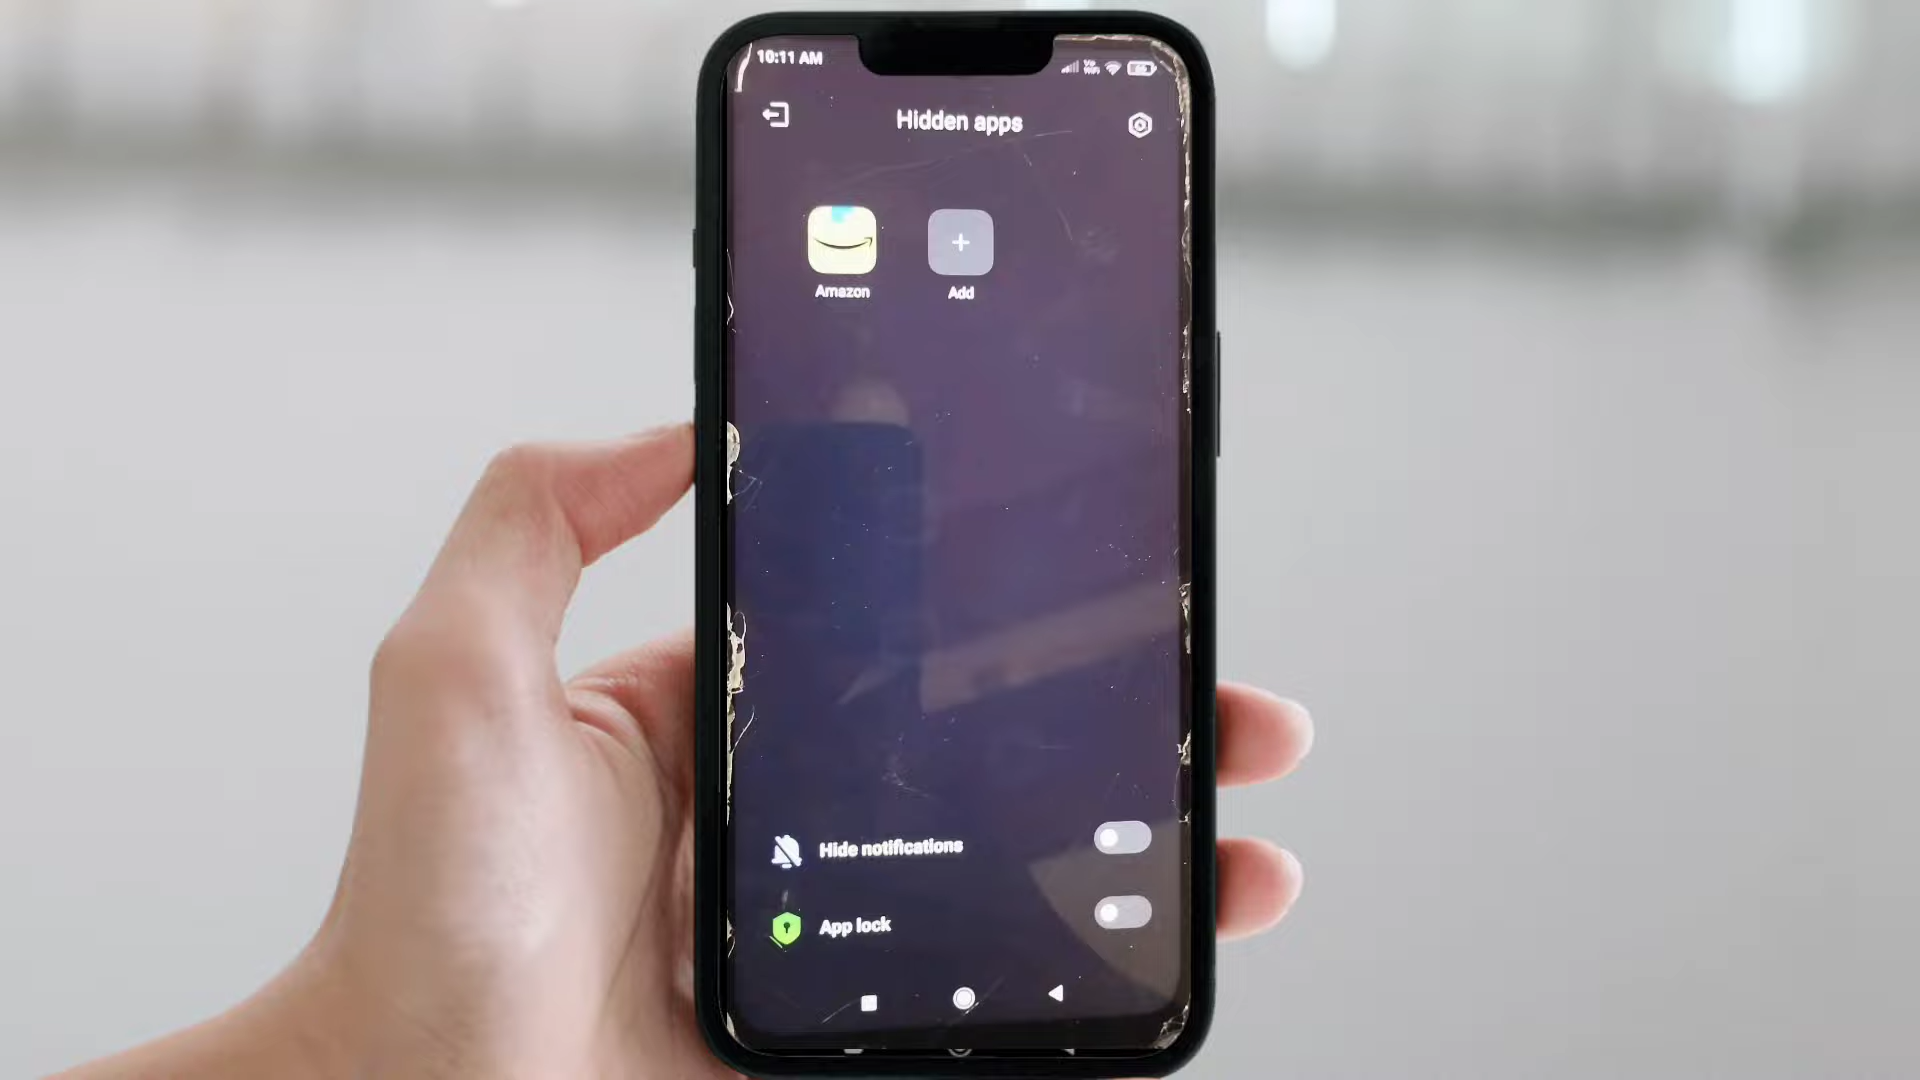 10:11 AM
Hidden apps
Amazon
Add
Hide notifications
App lock